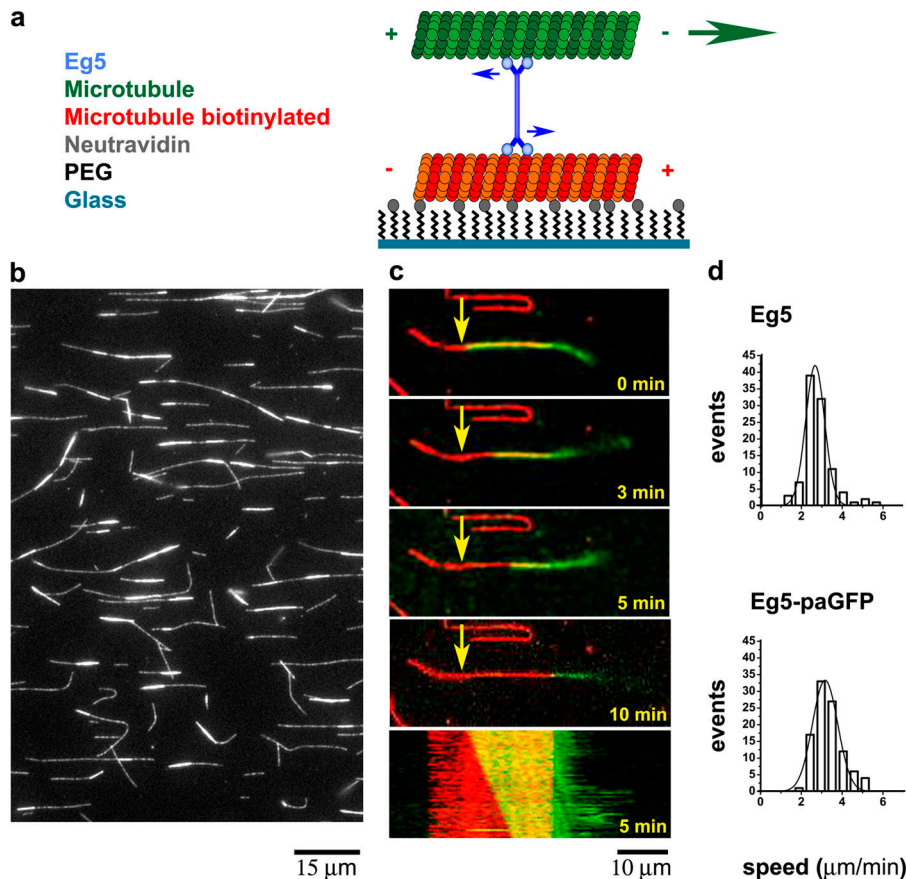 a
Eg5
Microtubule
Microtubule biotinylated
Neutravidin
PEG
Glass
+
-
-
+
b
15 μm
c
0 min
3 min
5 min
10 min
5 min
10 μm
d
Eg5
events
45
40
35
30
25
20
15
10
5
0
0 2 4 6
Eg5-paGFP
events
45
40
35
30
25
20
15
10
5
0
0 2 4 6
speed (μm/min)